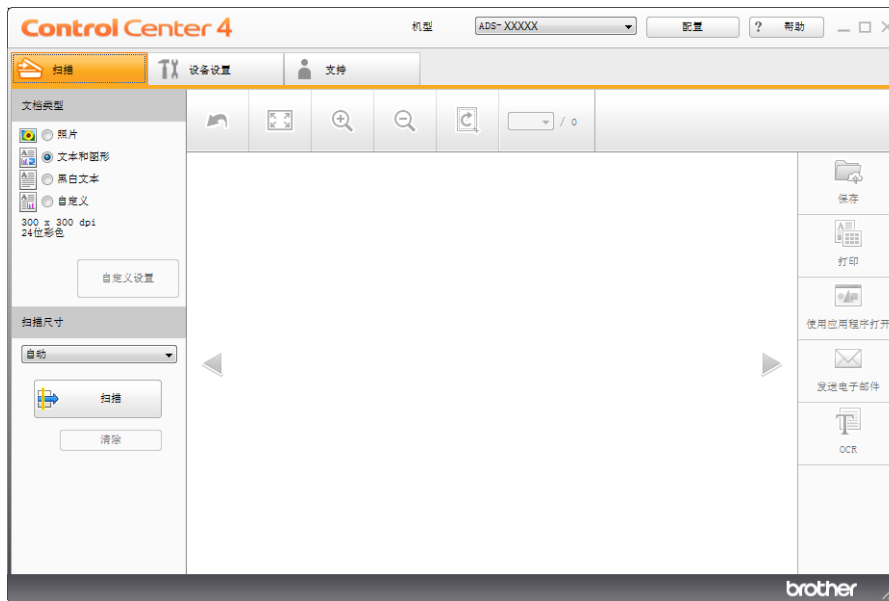 Control Center 4
机型
ADS-XXXXX
配置
? 帮助
扫描
设备设置
支持
文档类型
照片
文本和图形
黑白文本
自定义
300 x 300 dpi
24位彩色
自定义设置
扫描尺寸
自动
扫描
清除
/ 0
保存
打印
使用应用程序打开
发送电子邮件
OCR
brother